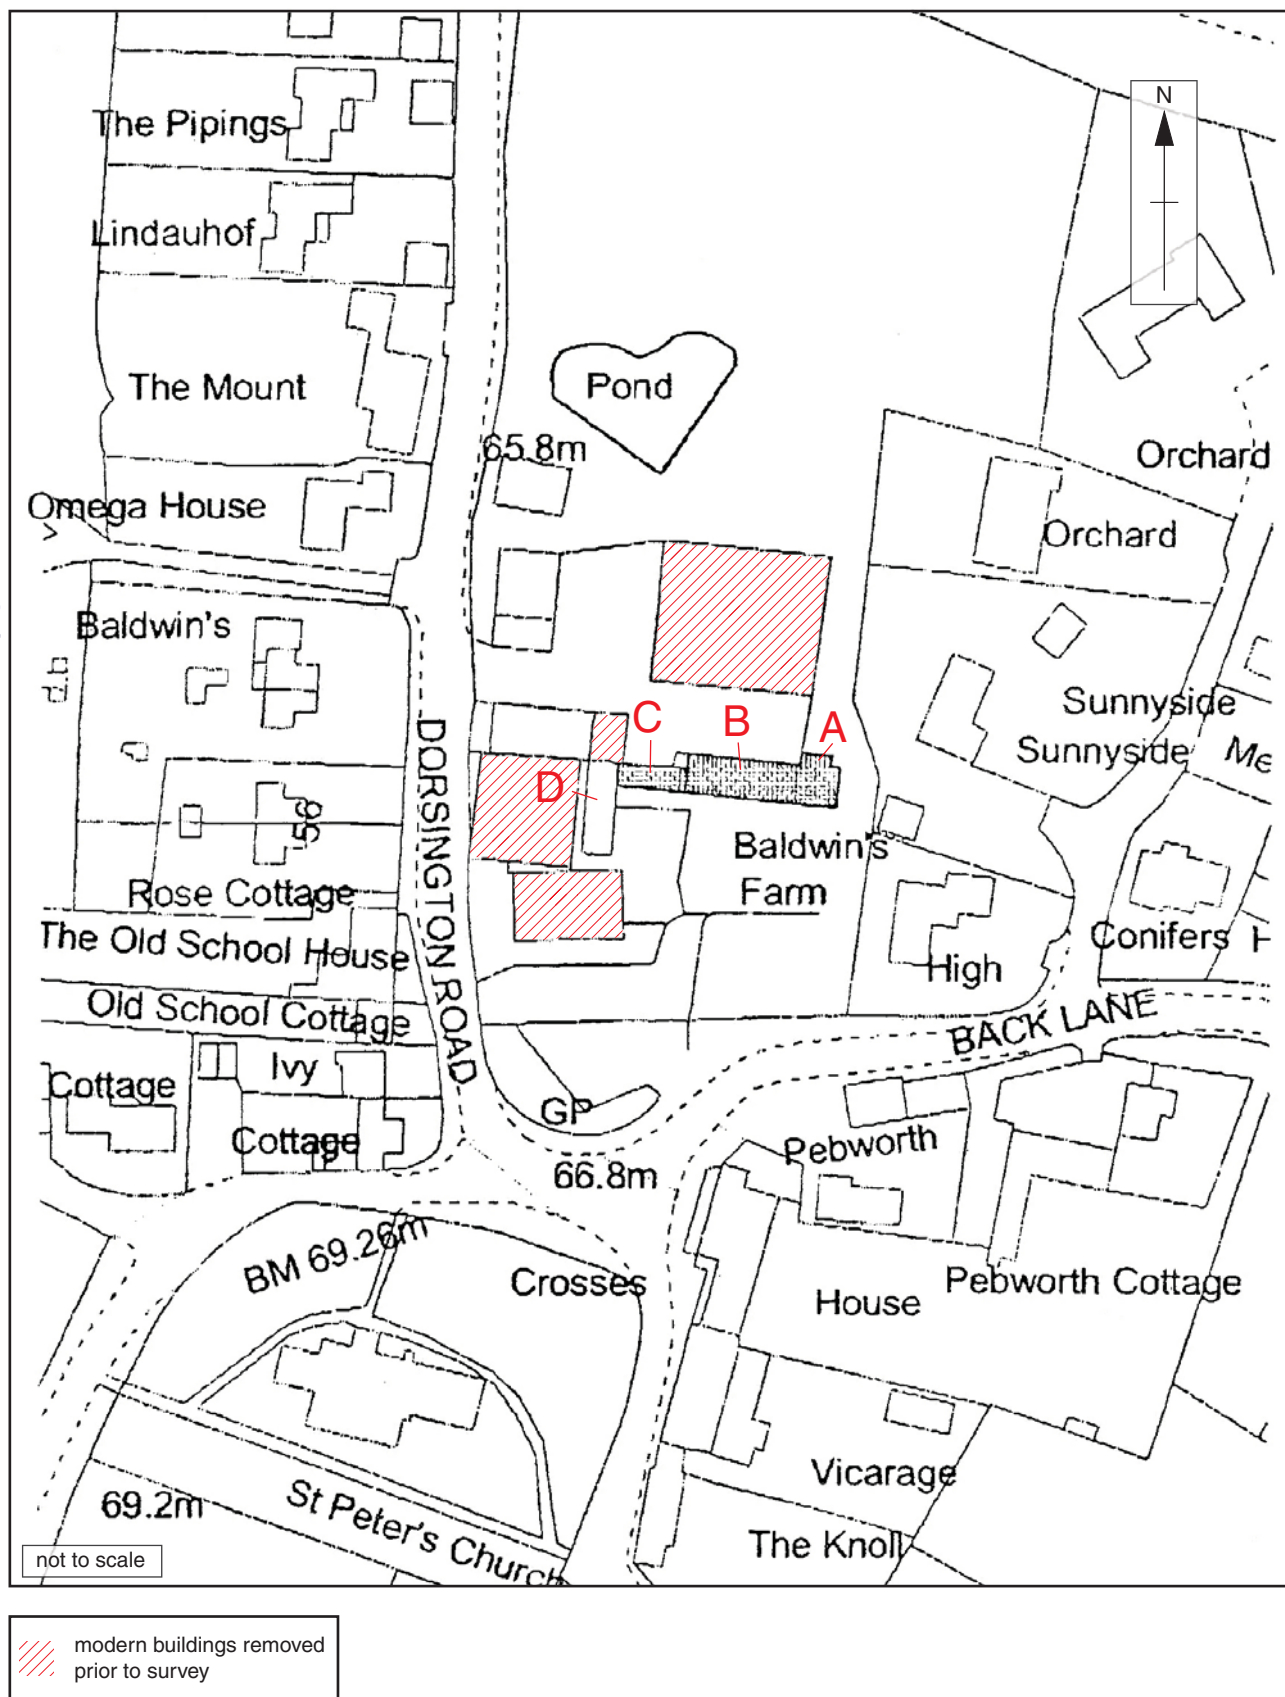 N
The Pipings
Lindauhof
The Mount
Pond
65.8m
Orchard
Omega House
Orchard
Baldwin's
d.b
Sunnyside
Sunnyside
Me
C
B
A
D
DORSINGTON ROAD
56
Baldwin's
Farm
Rose Cottage
The Old School House
Conifers
H
High
Old School Cottage
BACK LANE
Ivy
Cottage
Cottage
GP
Pebworth
66.8m
BM 69.26m
Crosses
Pebworth Cottage
House
Vicarage
69.2m
St Peter's Church
The Knoll
not to scale
modern buildings removed
prior to survey